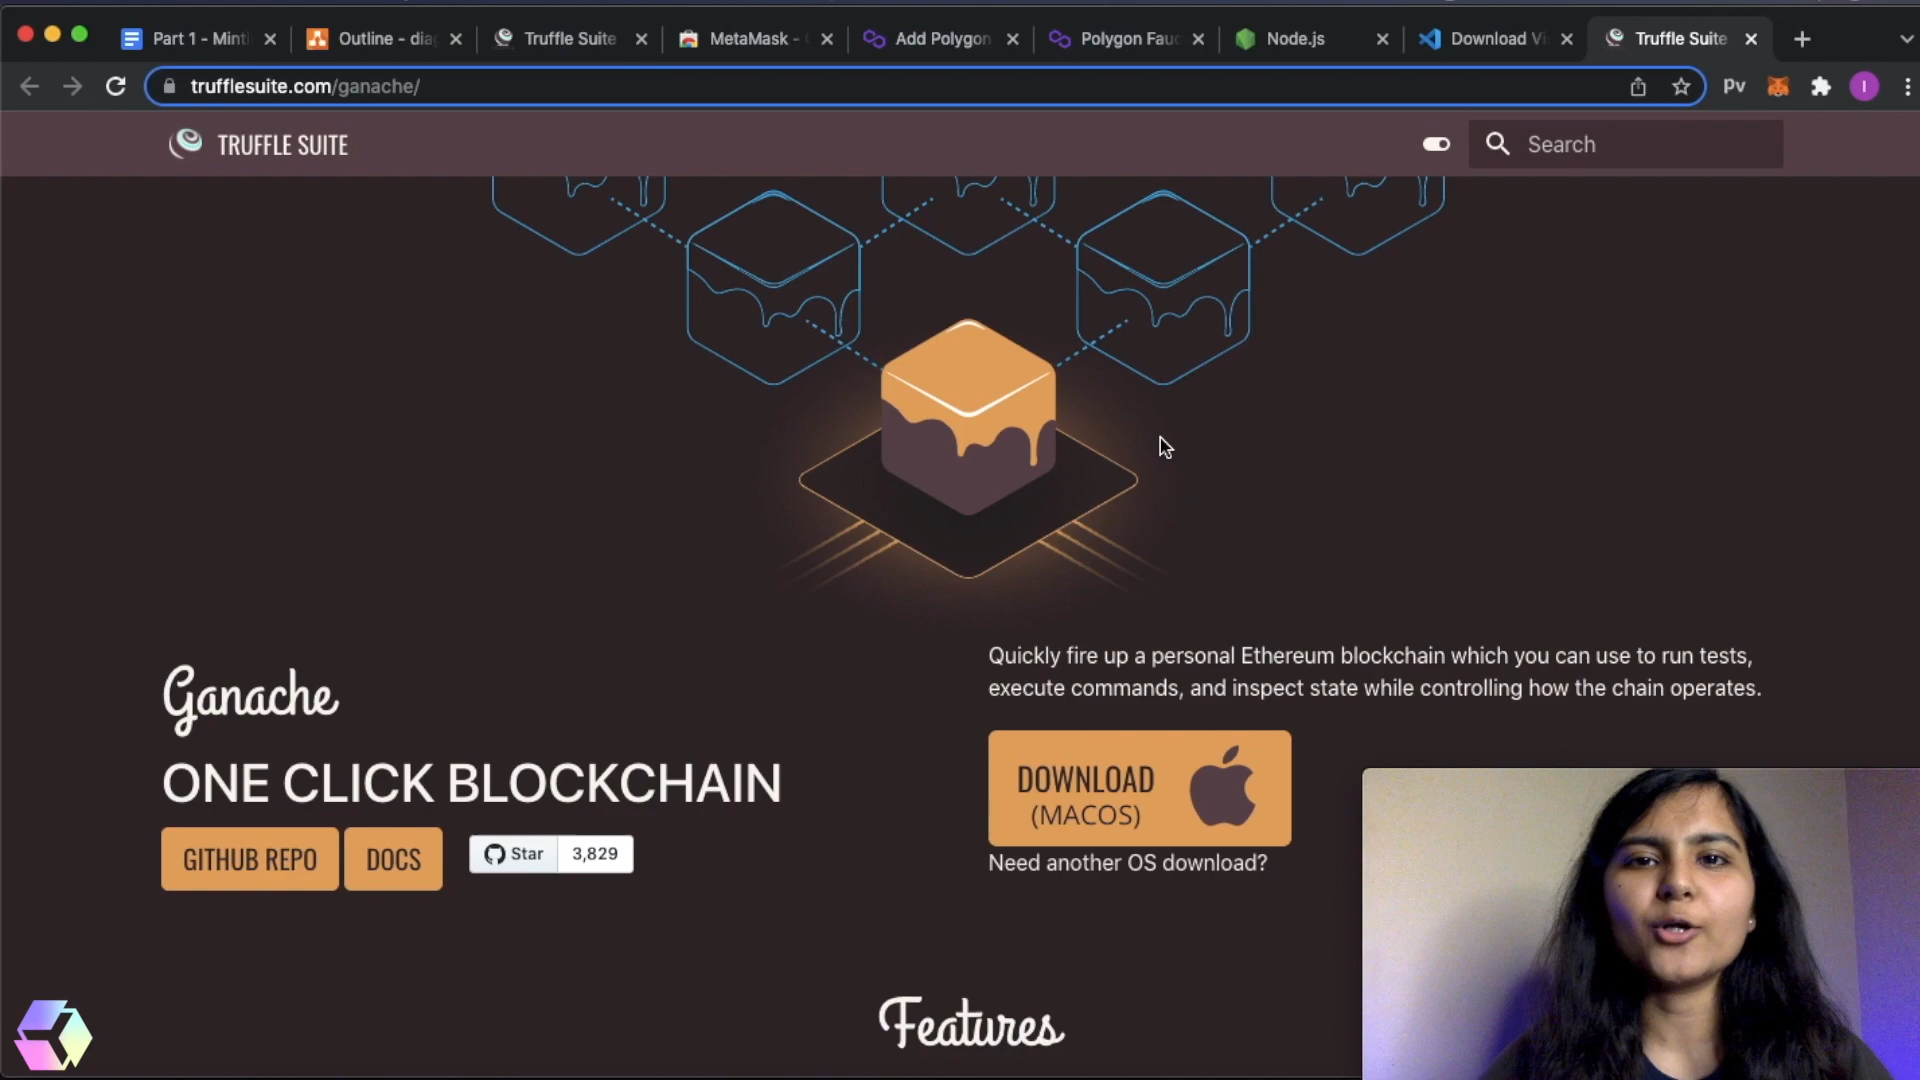 Part 1 - Minti
Outline - dia
Truffle Suite
MetaMask -
Add Polygon
Polygon Fauc
Node.js
Download Vi
Truffle Suite
trufflesuite.com/ganache/
Pv
I
TRUFFLE SUITE
Search
Quickly fire up a personal Ethereum blockchain which you can use to run tests,
execute commands, and inspect state while controlling how the chain operates.
Ganache
ONE CLICK BLOCKCHAIN
GITHUB REPO
DOCS
Star
3,829
DOWNLOAD
(MACOS)
Need another OS download?
Features